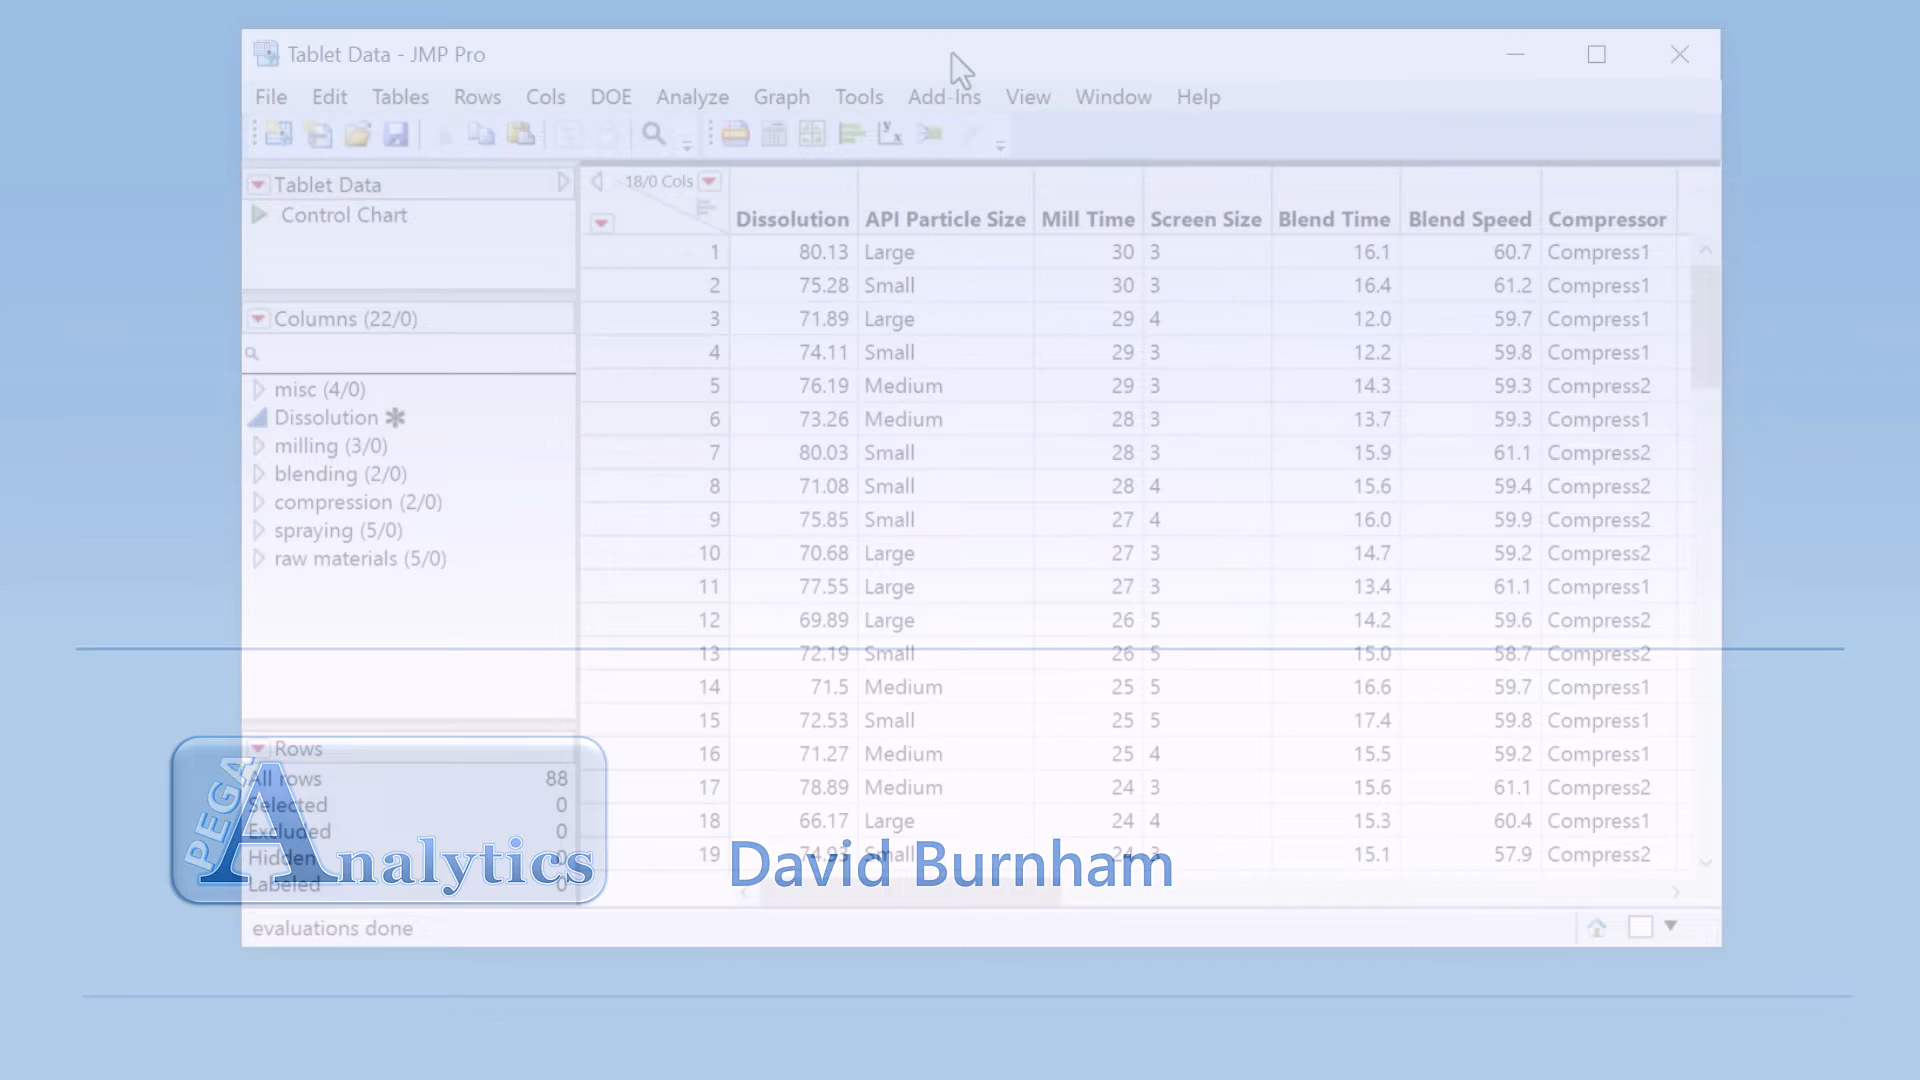 Tablet Data - JMP Pro
File Edit Tables Rows Cols DOE Analyze Graph Tools Add-Ins View Window Help
Tablet Data
Control Chart
Columns (22/0)
misc (4/0)
Dissolution
milling (3/0)
blending (2/0)
compression (2/0)
spraying (5/0)
raw materials (5/0)
Rows
All rows 88
Selected 0
Excluded 0
Hidden 0
Labeled 0
18/0 Cols
Dissolution API Particle Size Mill Time Screen Size Blend Time Blend Speed Compressor
1 80.13 Large 30 3 16.1 60.7 Compress1
2 75.28 Small 30 3 16.4 61.2 Compress1
3 71.89 Large 29 4 12.0 59.7 Compress1
4 74.11 Small 29 3 12.2 59.8 Compress1
5 76.19 Medium 29 3 14.3 59.3 Compress2
6 73.26 Medium 28 3 13.7 59.3 Compress1
7 80.03 Small 28 3 15.9 61.1 Compress2
8 71.08 Small 28 4 15.6 59.4 Compress2
9 75.85 Small 27 4 16.0 59.9 Compress2
10 70.68 Large 27 3 14.7 59.2 Compress2
11 77.55 Large 27 3 13.4 61.1 Compress2
12 69.89 Large 26 5 14.2 59.6 Compress2
13 72.19 Small 26 5 15.0 58.7 Compress2
14 71.5 Medium 25 5 16.6 59.7 Compress1
15 72.53 Small 25 5 17.4 59.8 Compress1
16 71.27 Medium 25 4 15.5 59.2 Compress1
17 78.89 Medium 24 3 15.6 61.1 Compress2
18 66.17 Large 24 4 15.3 60.4 Compress1
19 74.93 Small 24 3 15.1 57.9 Compress2
evaluations done
PEGA Analytics
David Burnham